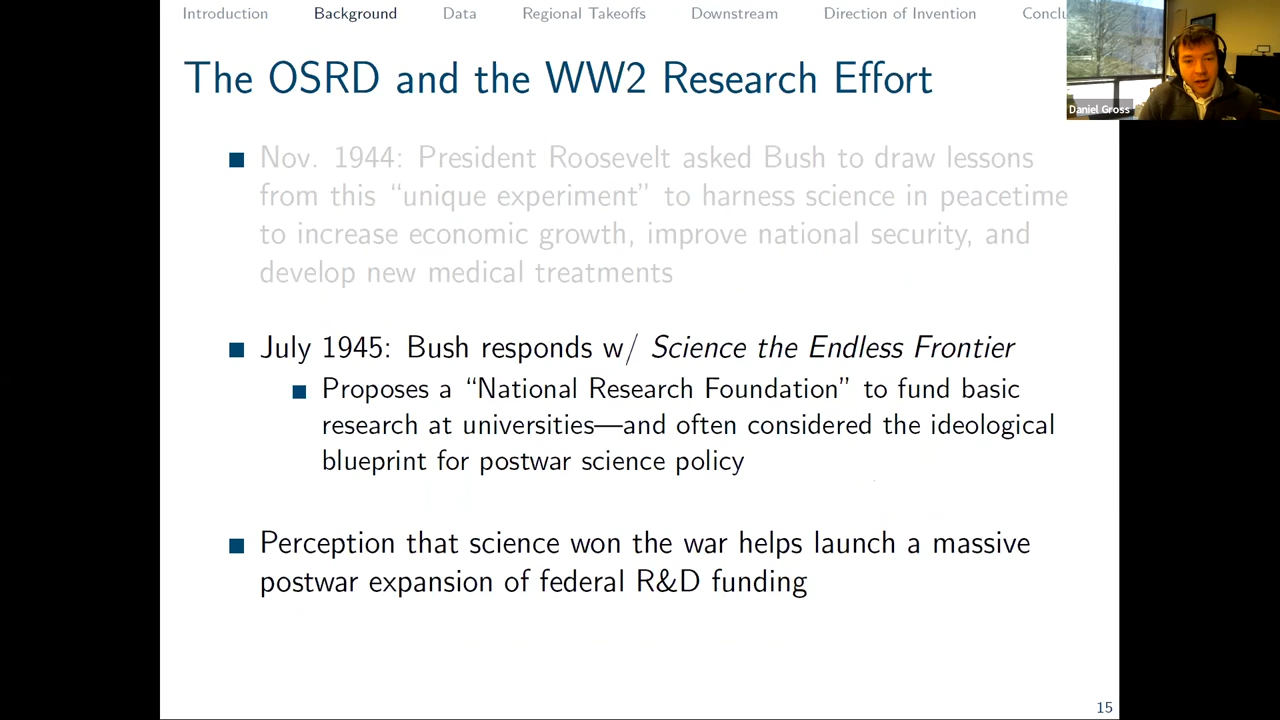 Introduction Background Data Regional Takeoffs Downstream Direction of Invention Conclu
Daniel Gross
The OSRD and the WW2 Research Effort
Nov. 1944: President Roosevelt asked Bush to draw lessons
from this “unique experiment” to harness science in peacetime
to increase economic growth, improve national security, and
develop new medical treatments
July 1945: Bush responds w/ Science the Endless Frontier
Proposes a “National Research Foundation” to fund basic
research at universities—and often considered the ideological
blueprint for postwar science policy
Perception that science won the war helps launch a massive
postwar expansion of federal R&D funding
15